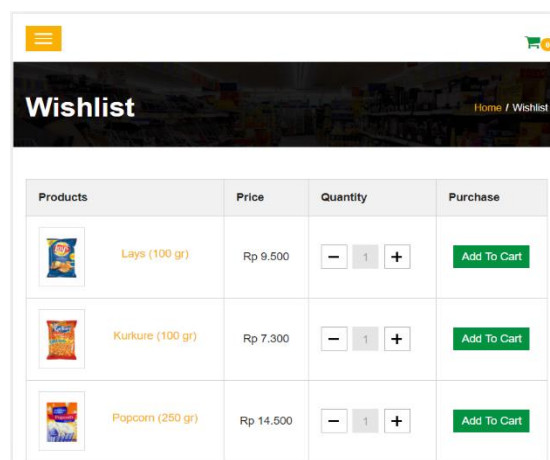 Wishlist
Home / Wishlist
Products Price Quantity Purchase
Lays (100 gr) Rp 9.500 − 1 + Add To Cart
Kurkure (100 gr) Rp 7.300 − 1 + Add To Cart
Popcorn (250 gr) Rp 14.500 − 1 + Add To Cart